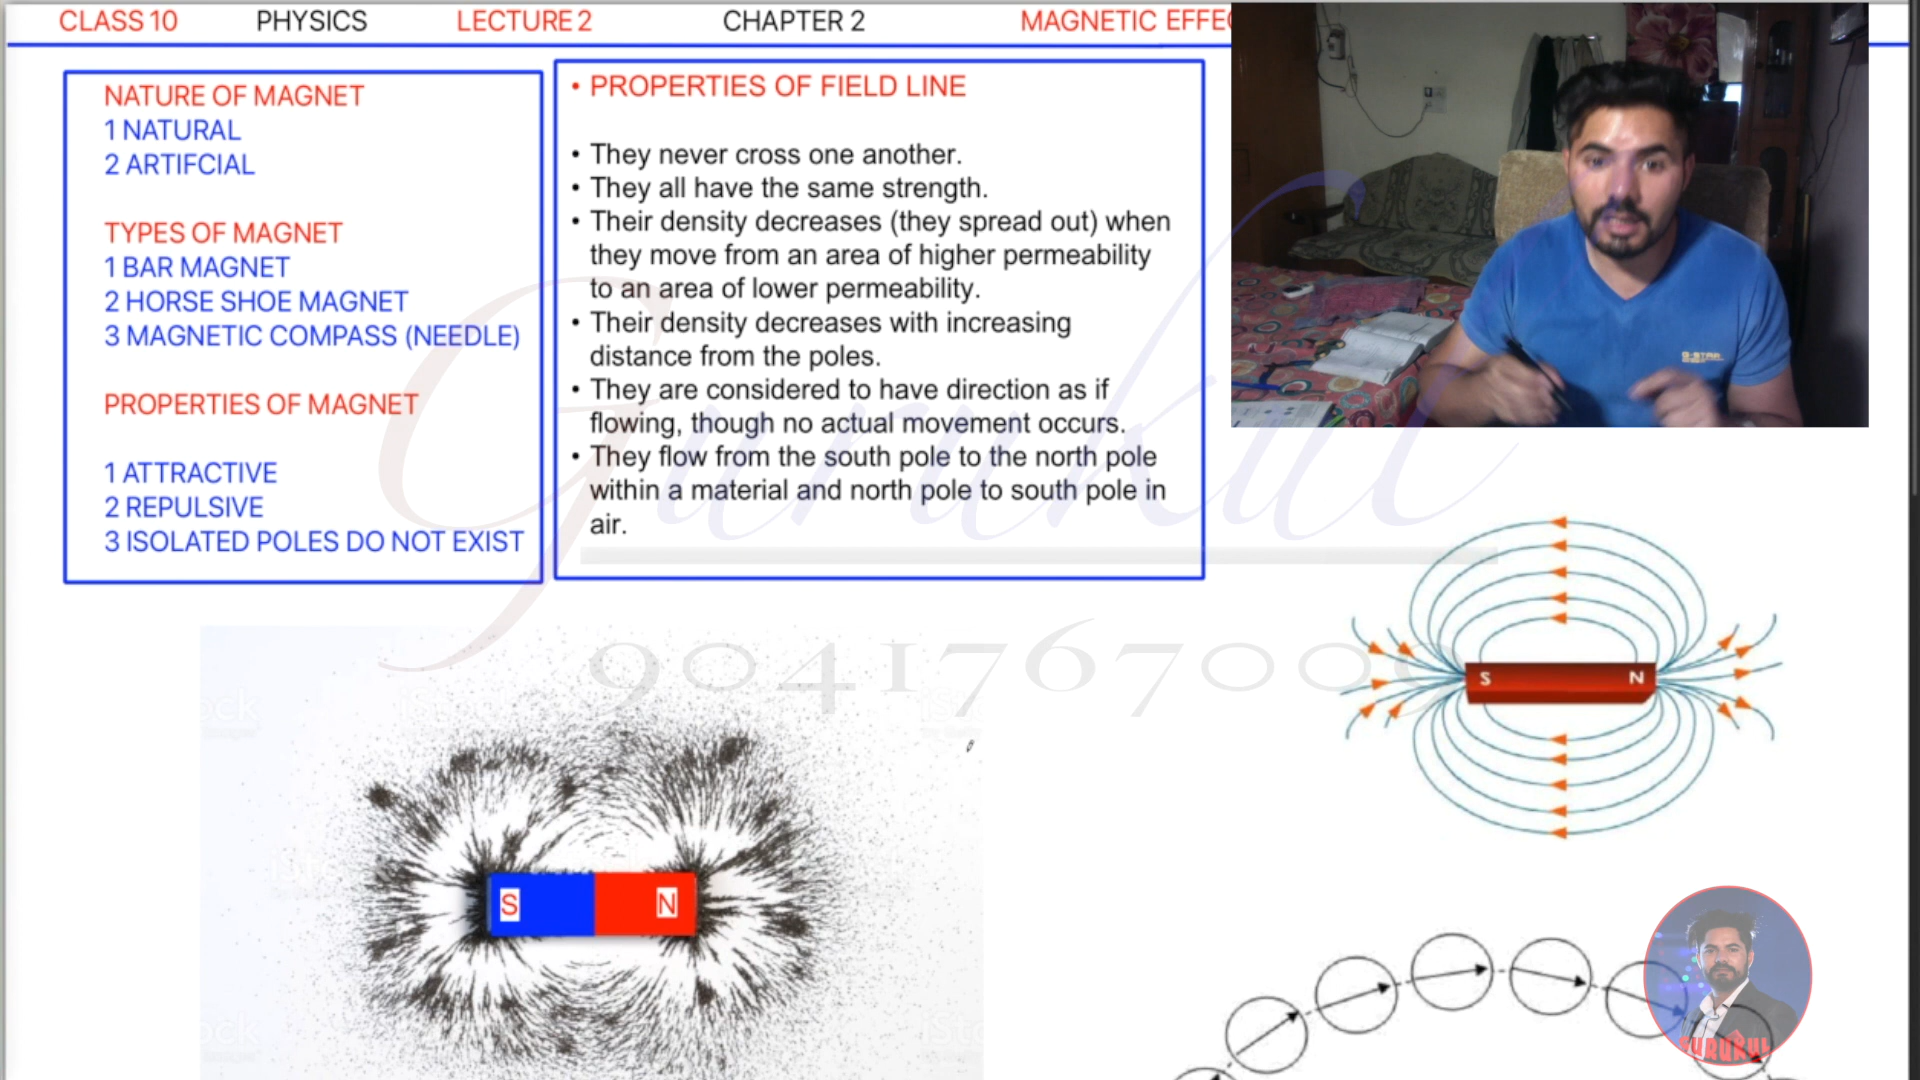 CLASS 10 PHYSICS LECTURE 2 CHAPTER 2 MAGNETIC EFFEC
NATURE OF MAGNET
1 NATURAL
2 ARTIFCIAL
TYPES OF MAGNET
1 BAR MAGNET
2 HORSE SHOE MAGNET
3 MAGNETIC COMPASS (NEEDLE)
PROPERTIES OF MAGNET
1 ATTRACTIVE
2 REPULSIVE
3 ISOLATED POLES DO NOT EXIST
• PROPERTIES OF FIELD LINE
• They never cross one another.
• They all have the same strength.
• Their density decreases (they spread out) when
they move from an area of higher permeability
to an area of lower permeability.
• Their density decreases with increasing
distance from the poles.
• They are considered to have direction as if
flowing, though no actual movement occurs.
• They flow from the south pole to the north pole
within a material and north pole to south pole in
air.
G-STAR
Gurukul
9041767000
S N
S N
GURUKUL